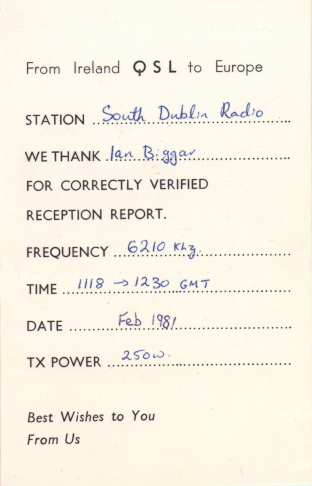 From Ireland QSL to Europe
STATION South Dublin Radio
WE THANK Ian Biggar
FOR CORRECTLY VERIFIED
RECEPTION REPORT.
FREQUENCY 6210 Khz.
TIME 1118 → 1230 GMT
DATE Feb 1981
TX POWER 250w.
Best Wishes to You
From Us